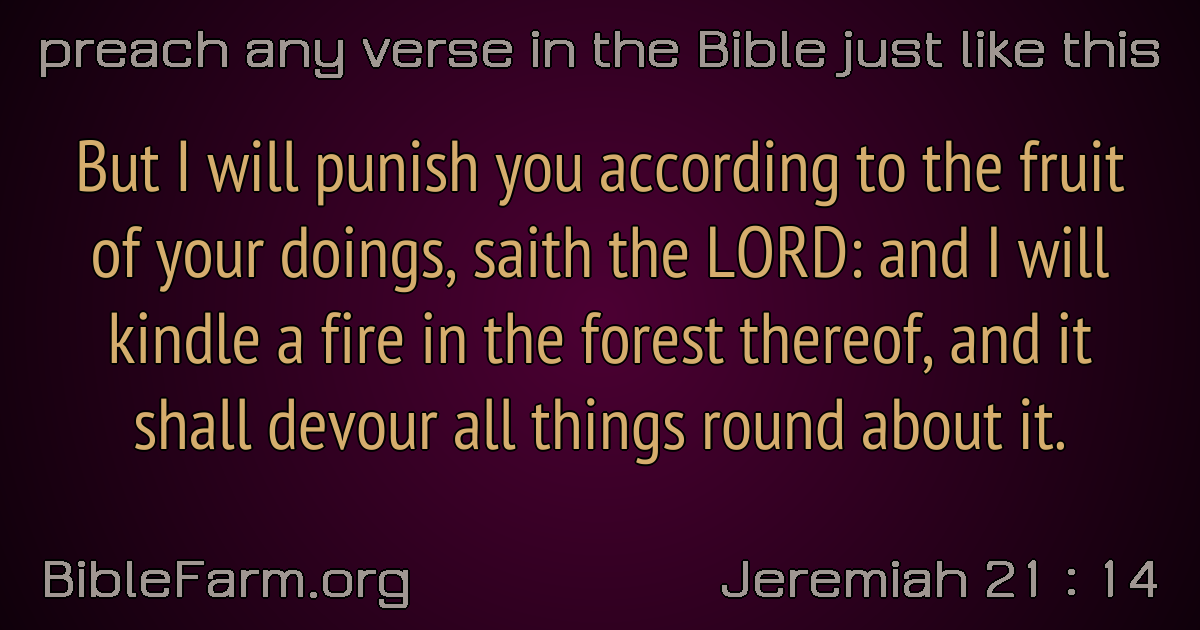 preach any verse in the Bible just like this
But I will punish you according to the fruit
of your doings, saith the LORD: and I will
kindle a fire in the forest thereof, and it
shall devour all things round about it.
BibleFarm.org
Jeremiah 21 : 14